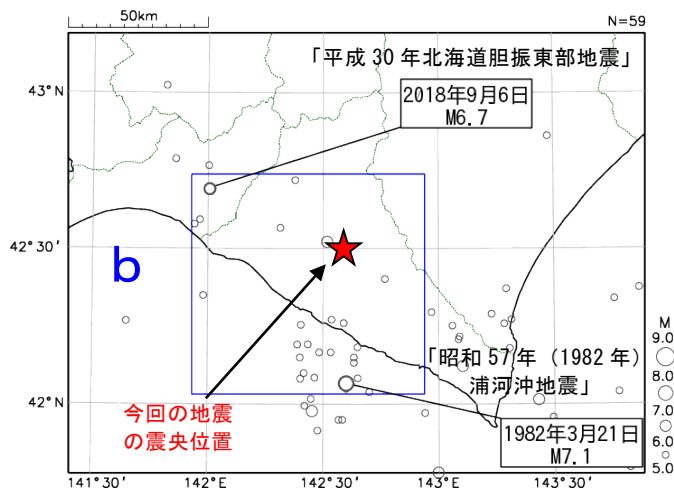 50km
N=59
「平成 30 年北海道胆振東部地震」
43°N
2018年9月6日
M6.7
42°30′
b
M
9.0
8.0
7.0
6.0
5.0
「昭和 57 年（1982 年）
浦河沖地震」
42°N
今回の地震
の震央位置
1982年3月21日
M7.1
141°30′
142°E
142°30′
143°E
143°30′